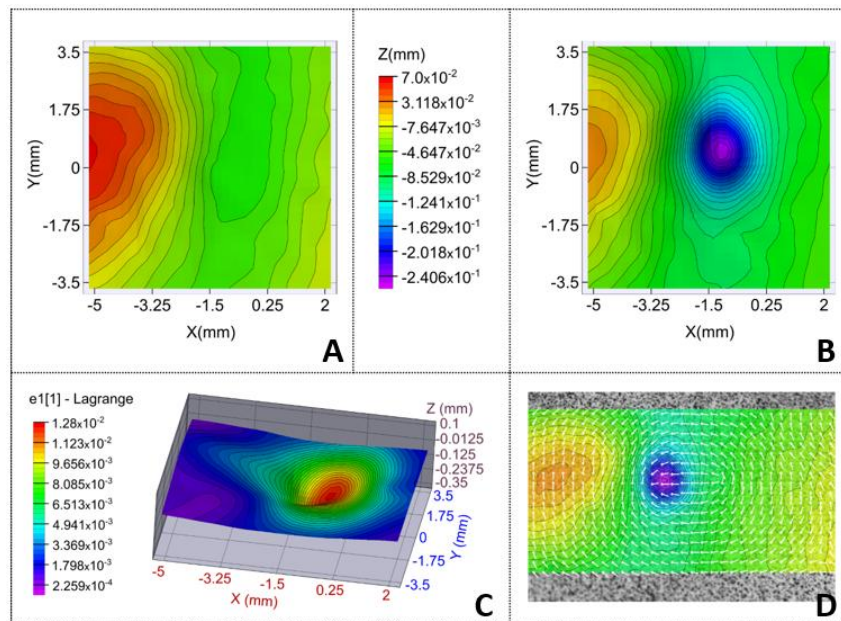 3.5
1.75
0
-1.75
-3.5
Y(mm)
-5
-3.25
-1.5
0.25
2
X(mm)
A
Z(mm)
7.0x10⁻²
3.118x10⁻²
-7.647x10⁻³
-4.647x10⁻²
-8.529x10⁻²
-1.241x10⁻¹
-1.629x10⁻¹
-2.018x10⁻¹
-2.406x10⁻¹
3.5
1.75
0
-1.75
-3.5
Y(mm)
-5
-3.25
-1.5
0.25
2
X(mm)
B
e1[1] - Lagrange
1.28x10⁻²
1.123x10⁻²
9.656x10⁻³
8.085x10⁻³
6.513x10⁻³
4.941x10⁻³
3.369x10⁻³
1.798x10⁻³
2.259x10⁻⁴
Z (mm)
0.1
-0.0125
-0.125
-0.2375
-0.35
3.5
1.75
0
-1.75
-3.5
Y (mm)
-5
-3.25
-1.5
0.25
2
X (mm)
C
D